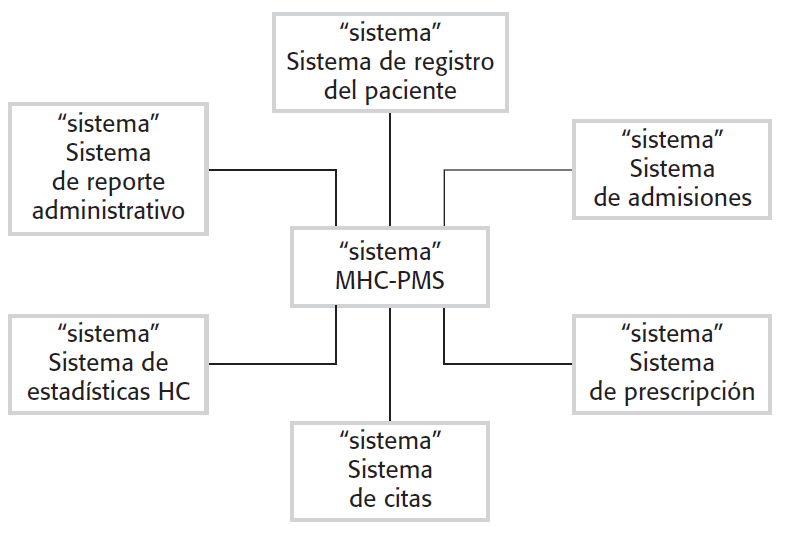 “sistema”
Sistema de registro
del paciente
“sistema”
Sistema
de reporte
administrativo
“sistema”
Sistema
de admisiones
“sistema”
MHC-PMS
“sistema”
Sistema de
estadísticas HC
“sistema”
Sistema
de prescripción
“sistema”
Sistema
de citas